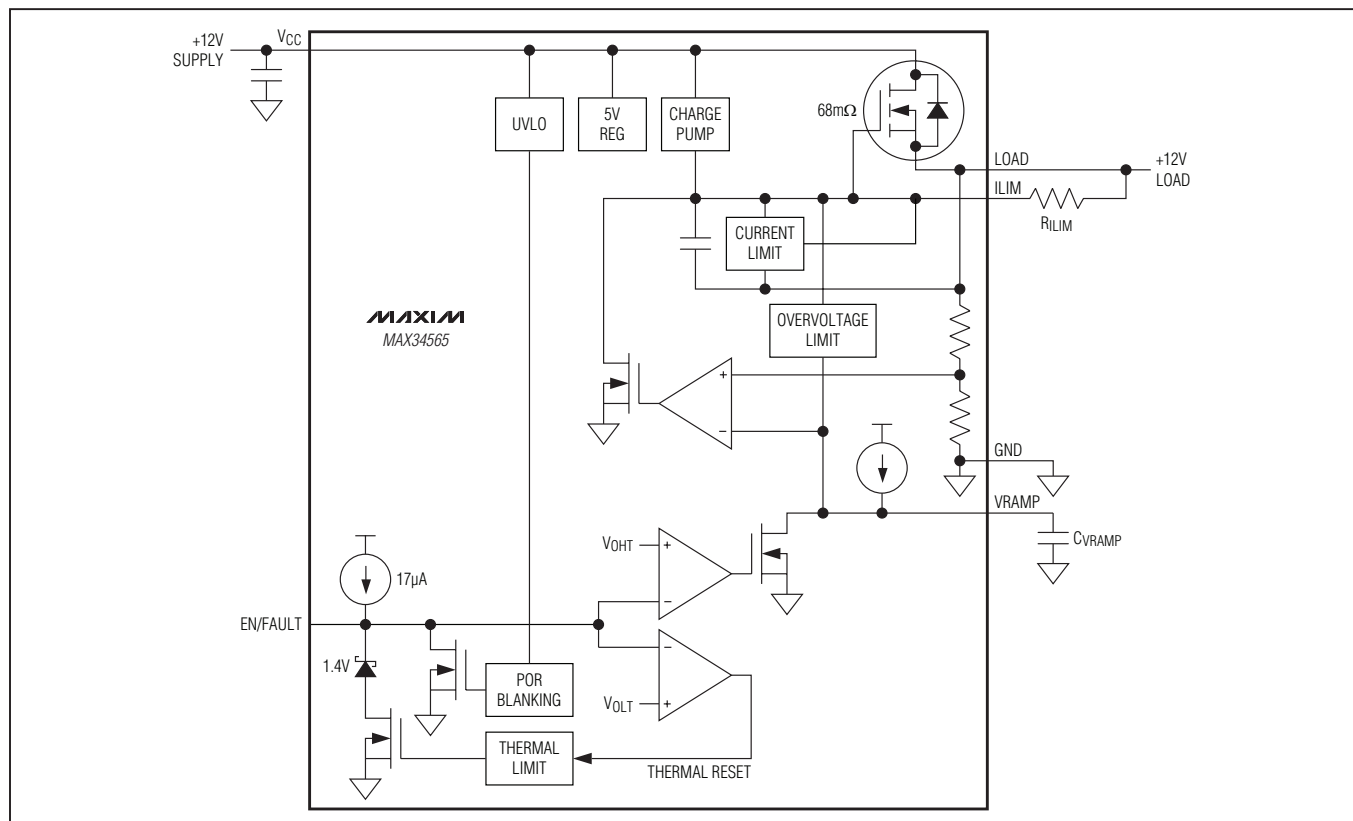 +12V
SUPPLY
VCC
UVLO
5V
REG
CHARGE
PUMP
68mΩ
LOAD
+12V
LOAD
ILIM
RILIM
CURRENT
LIMIT
MAXIM
MAX34565
OVERVOLTAGE
LIMIT
+
−
GND
VRAMP
CVRAMP
VOHT
+
−
17µA
EN/FAULT
1.4V
POR
BLANKING
−
VOLT
+
THERMAL
LIMIT
THERMAL RESET